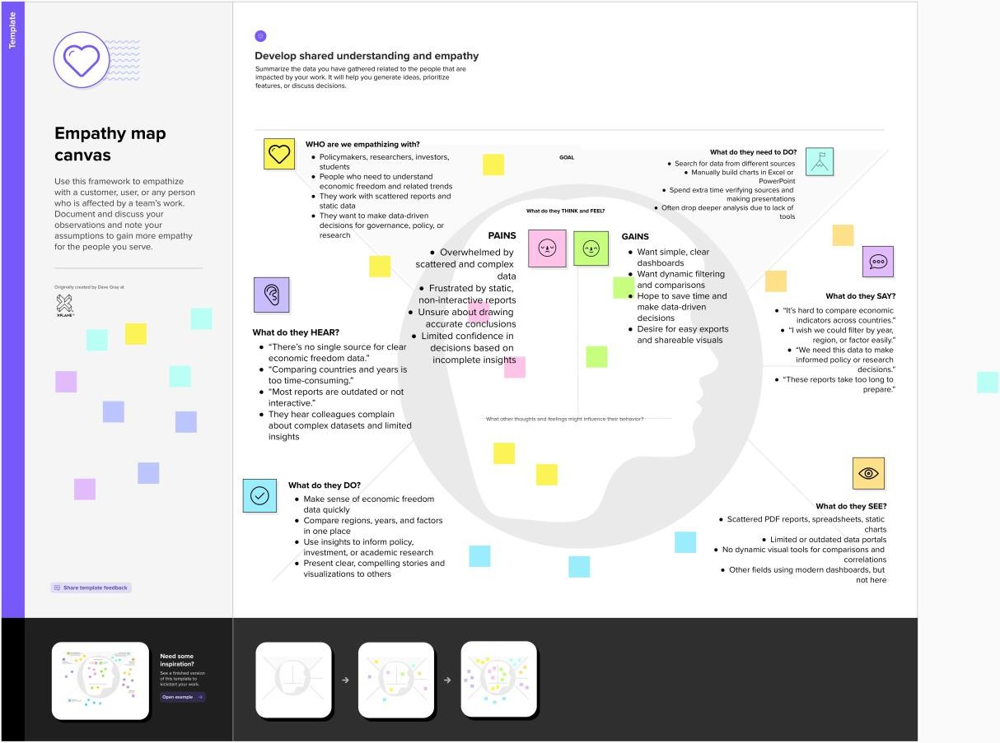 Template
Empathy map
canvas
Use this framework to empathize
with a customer, user, or any person
who is affected by a team's work.
Document and discuss your
observations and note your
assumptions to gain more empathy
for the people you serve.
Originally created by Dave Gray at
XPLANE
Share template feedback
Develop shared understanding and empathy
Summarize the data you have gathered related to the people that are
impacted by your work. It will help you generate ideas, prioritize
features, or discuss decisions.
WHO are we empathizing with?
● Policymakers, researchers, investors,
students
● People who need to understand
economic freedom and related trends
● They work with scattered reports and
static data
● They want to make data-driven
decisions for governance, policy, or
research
GOAL
What do they need to DO?
● Search for data from different sources
● Manually build charts in Excel or
PowerPoint
● Spend extra time verifying sources and
making presentations
● Often drop deeper analysis due to lack of
tools
What do they THINK and FEEL?
PAINS
● Overwhelmed by
scattered and complex
data
● Frustrated by static,
non-interactive reports
● Unsure about drawing
accurate conclusions
● Limited confidence in
decisions based on
incomplete insights
GAINS
● Want simple, clear
dashboards
● Want dynamic filtering
and comparisons
● Hope to save time and
make data-driven
decisions
● Desire for easy exports
and shareable visuals
What do they SAY?
● “It’s hard to compare economic
indicators across countries.”
● “I wish we could filter by year,
region, or factor easily.”
● “We need this data to make
informed policy or research
decisions.”
● “These reports take too long to
prepare.”
What do they HEAR?
● “There’s no single source for clear
economic freedom data.”
● “Comparing countries and years is
too time-consuming.”
● “Most reports are outdated or not
interactive.”
● They hear colleagues complain
about complex datasets and limited
insights
What other thoughts and feelings might influence their behavior?
What do they DO?
● Make sense of economic freedom
data quickly
● Compare regions, years, and factors
in one place
● Use insights to inform policy,
investment, or academic research
● Present clear, compelling stories and
visualizations to others
What do they SEE?
● Scattered PDF reports, spreadsheets, static
charts
● Limited or outdated data portals
● No dynamic visual tools for comparisons and
correlations
● Other fields using modern dashboards, but
not here
Need some
inspiration?
See a finished version
of this template to
kickstart your work.
Open example